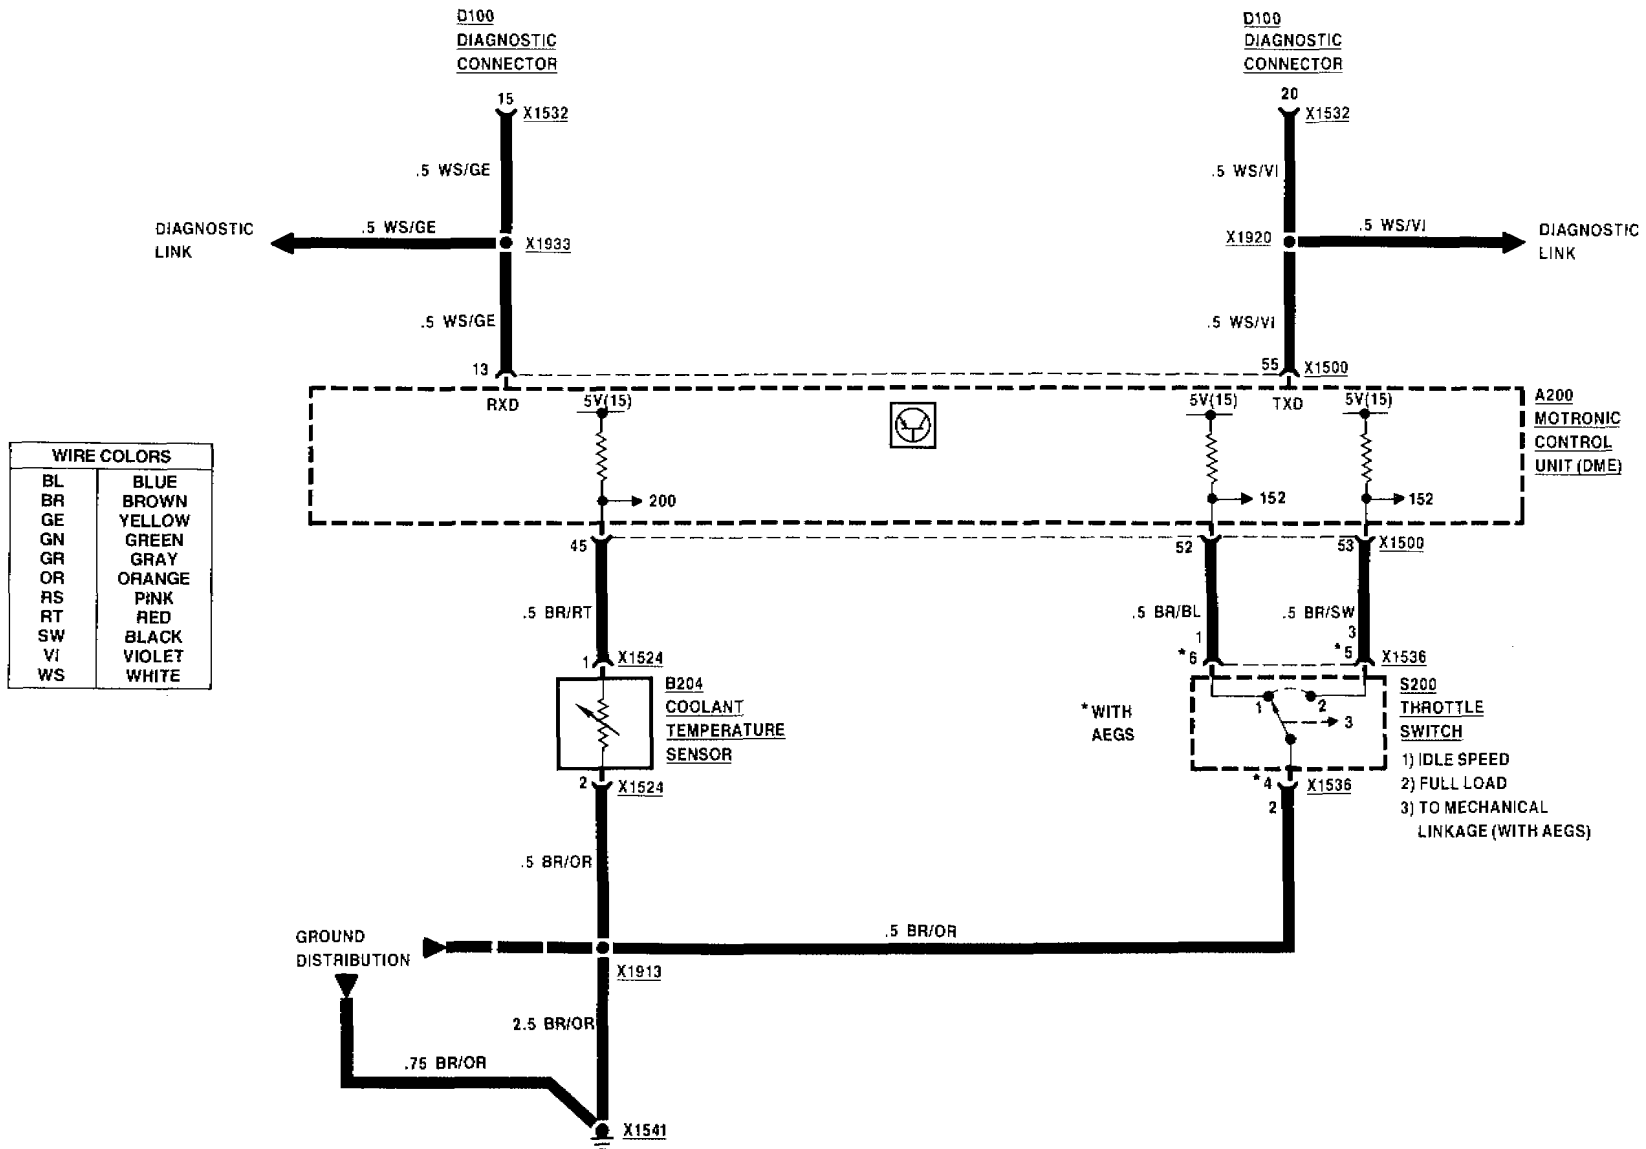 D100
DIAGNOSTIC
CONNECTOR
D100
DIAGNOSTIC
CONNECTOR
15
X1532
20
X1532
.5 WS/GE
.5 WS/VI
DIAGNOSTIC
LINK
.5 WS/GE
X1933
X1920
.5 WS/VI
DIAGNOSTIC
LINK
.5 WS/GE
.5 WS/VI
13
55
X1500
RXD
5V(15)
5V(15)
TXD
5V(15)
A200
MOTRONIC
CONTROL
UNIT (DME)
200
152
152
WIRE COLORS
BL BLUE
BR BROWN
GE YELLOW
GN GREEN
GR GRAY
OR ORANGE
RS PINK
RT RED
SW BLACK
VI VIOLET
WS WHITE
45
52
53
X1500
.5 BR/RT
.5 BR/BL
.5 BR/SW
1
X1524
1
*6
3
*5
X1536
B204
COOLANT
TEMPERATURE
SENSOR
*WITH
AEGS
1
2
3
S200
THROTTLE
SWITCH
1) IDLE SPEED
2) FULL LOAD
3) TO MECHANICAL
LINKAGE (WITH AEGS)
2
X1524
*4
2
X1536
.5 BR/OR
GROUND
DISTRIBUTION
.5 BR/OR
X1913
2.5 BR/OR
.75 BR/OR
X1541